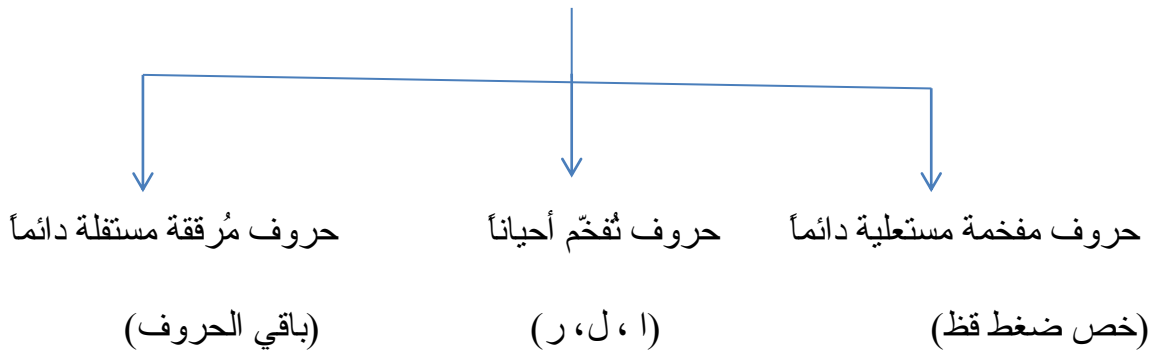 حروف مفخمة مستعلية دائماً
حروف تُفخّم أحياناً
حروف مُرققة مستفلة دائماً
(خص ضغط قظ)
(ا ، ل، ر)
(باقي الحروف)